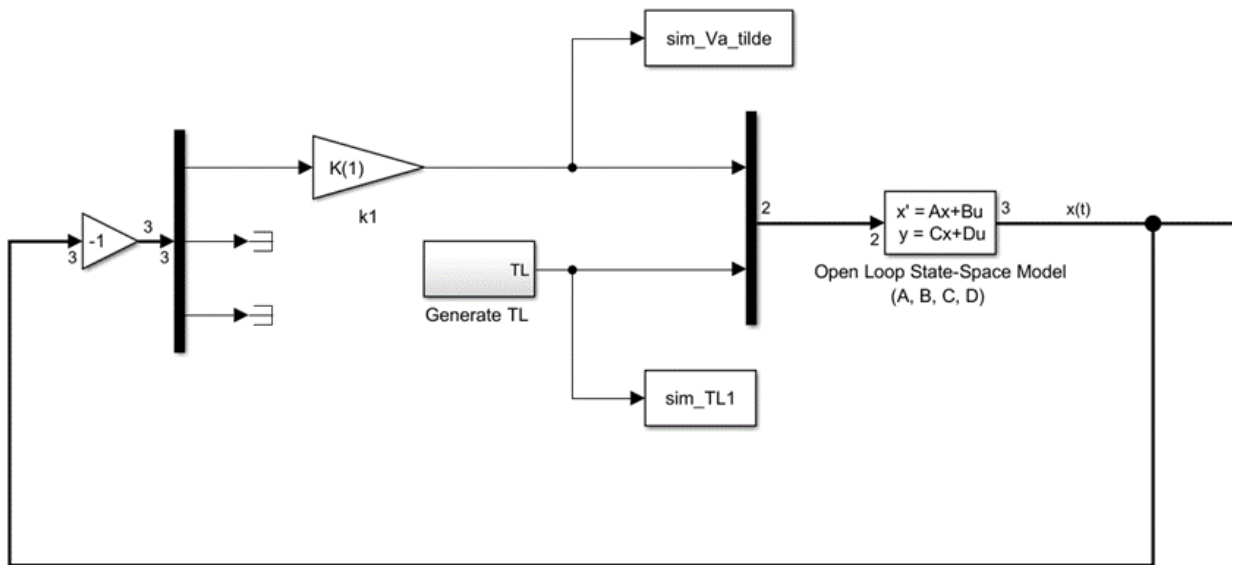 sim_Va_tilde
K(1)
k1
-1
3
3
3
TL
Generate TL
2
2
x' = Ax+Bu
y = Cx+Du
3
x(t)
Open Loop State-Space Model
(A, B, C, D)
sim_TL1